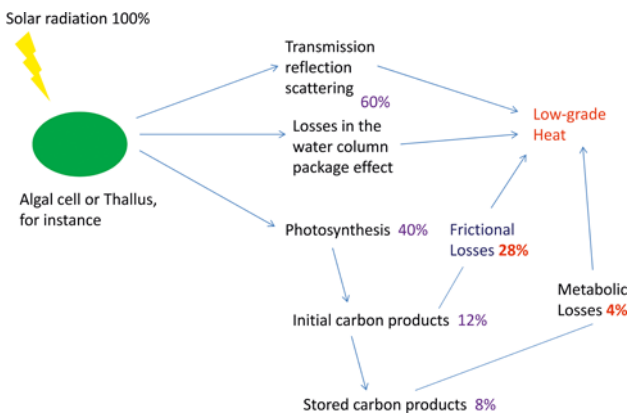 Solar radiation 100%
Transmission
reflection
scattering
60%
Low-grade
Heat
Losses in the
water column
package effect
Algal cell or Thallus,
for instance
Photosynthesis 40%
Frictional
Losses 28%
Metabolic
Losses 4%
Initial carbon products 12%
Stored carbon products 8%